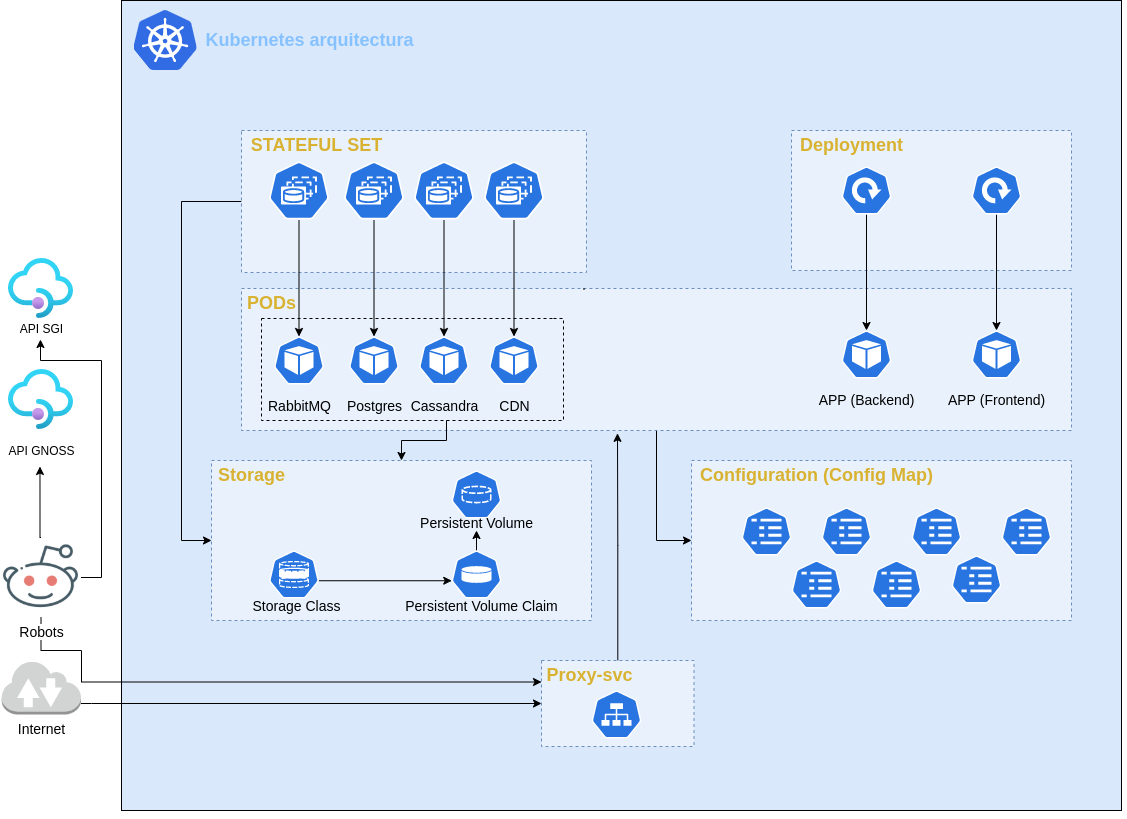 Kubernetes arquitectura
STATEFUL SET
Deployment
PODs
RabbitMQ
Postgres
Cassandra
CDN
APP (Backend)
APP (Frontend)
API SGI
API GNOSS
Robots
Internet
Storage
Persistent Volume
Storage Class
Persistent Volume Claim
Configuration (Config Map)
Proxy-svc